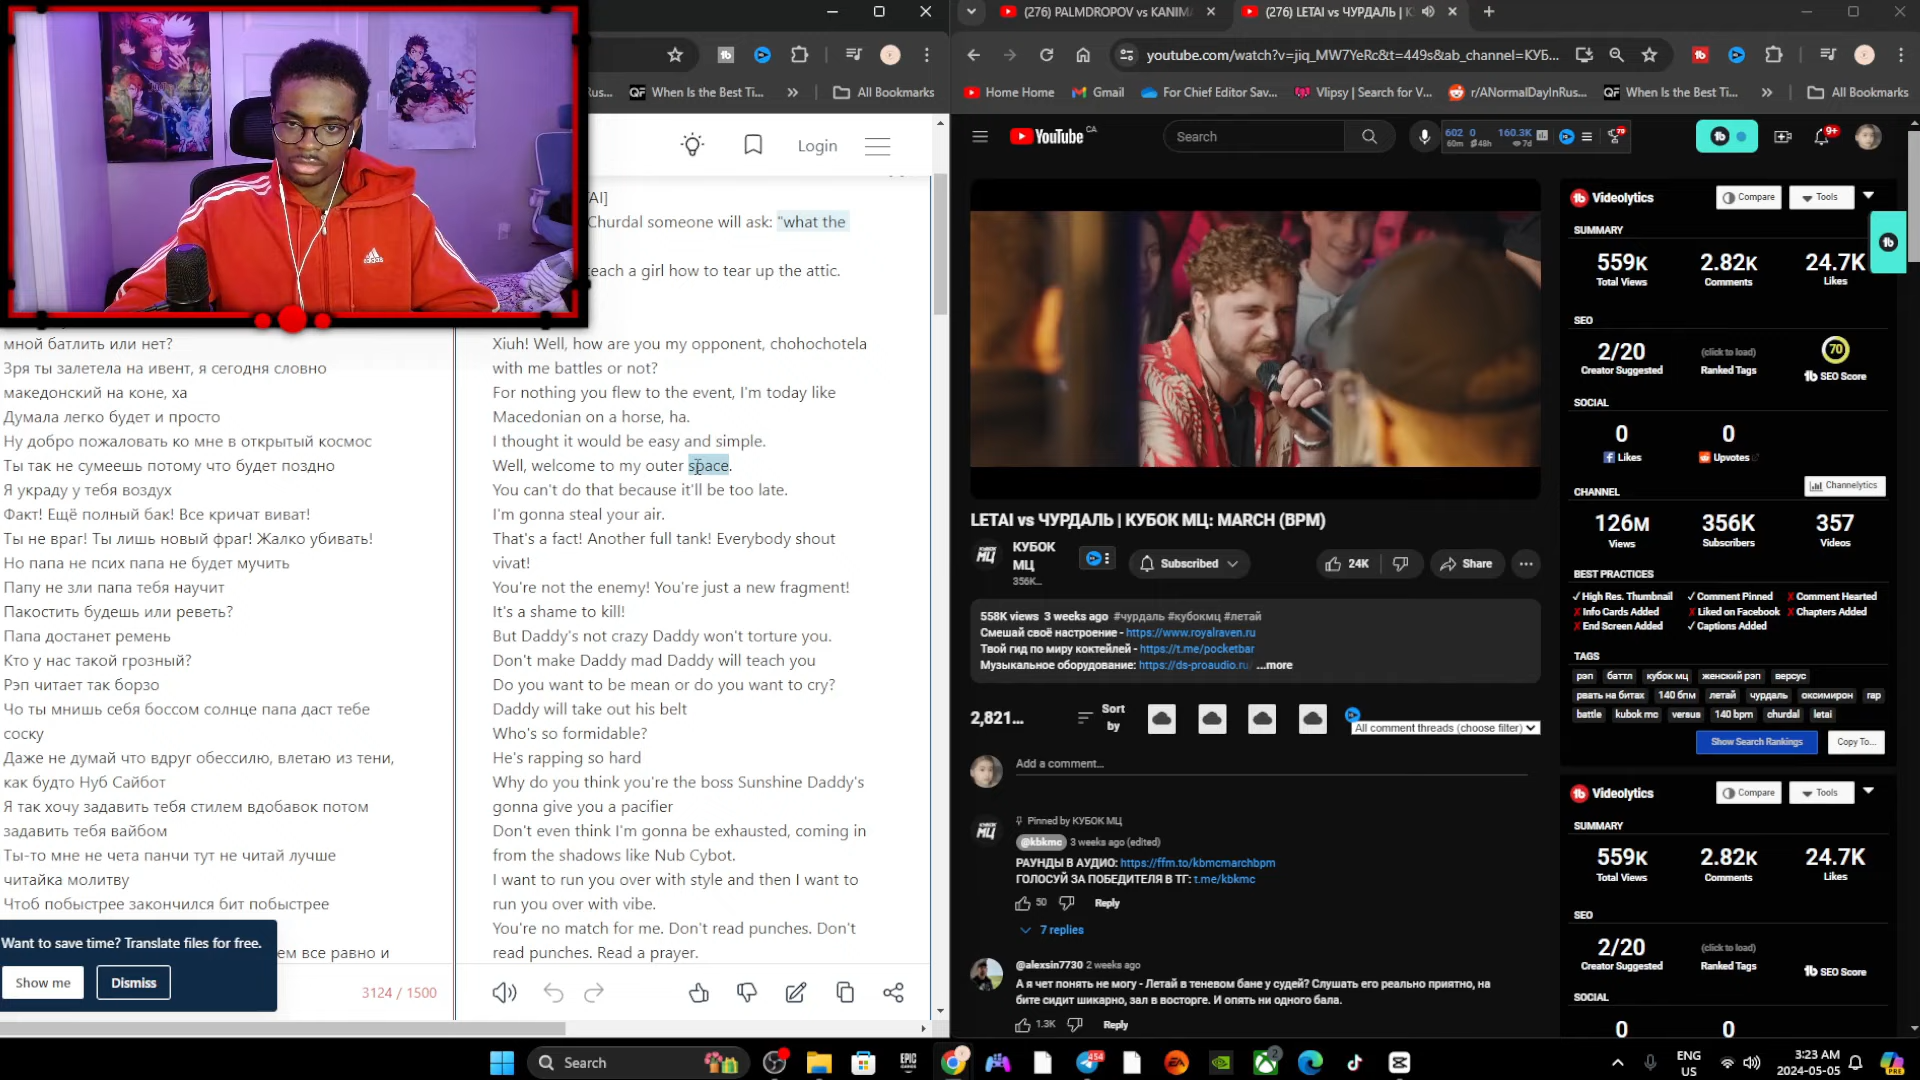 (276) PALMDROPOV vs KANIM
(276) LETAI vs ЧУРДАЛЬ | К
youtube.com/watch?v=jiq_MW7YeRc&t=449s&ab_channel=КУБ...
Rus...
When Is the Best Ti...
All Bookmarks
Home Home
Gmail
For Chief Editor Sav...
Vlipsy | Search for V...
r/ANormalDayInRus...
When Is the Best Ti...
All Bookmarks
Login
AI]
Churdal someone will ask: "what the
teach a girl how to tear up the attic.
мной батлить или нет?
Зря ты залетела на ивент, я сегодня словно
македонский на коне, ха
Думала легко будет и просто
Ну добро пожаловать ко мне в открытый космос
Ты так не сумеешь потому что будет поздно
Я украду у тебя воздух
Факт! Ещё полный бак! Все кричат виват!
Ты не враг! Ты лишь новый фраг! Жалко убивать!
Но папа не псих папа не будет мучить
Папу не зли папа тебя научит
Пакостить будешь или реветь?
Папа достанет ремень
Кто у нас такой грозный?
Рэп читает так борзо
Чо ты мнишь себя боссом солнце папа даст тебе
соску
Даже не думай что вдруг обессилю, влетаю из тени,
как будто Нуб Сайбот
Я так хочу задавить тебя стилем вдобавок потом
задавить тебя вайбом
Ты-то мне не чета панчи тут не читай лучше
читайка молитву
Чтоб побыстрее закончился бит побыстрее
ем все равно и
Want to save time? Translate files for free.
Show me
Dismiss
3124 / 1500
Xiuh! Well, how are you my opponent, chohochotela
with me battles or not?
For nothing you flew to the event, I'm today like
Macedonian on a horse, ha.
I thought it would be easy and simple.
Well, welcome to my outer space.
You can't do that because it'll be too late.
I'm gonna steal your air.
That's a fact! Another full tank! Everybody shout
vivat!
You're not the enemy! You're just a new fragment!
It's a shame to kill!
But Daddy's not crazy Daddy won't torture you.
Don't make Daddy mad Daddy will teach you
Do you want to be mean or do you want to cry?
Daddy will take out his belt
Who's so formidable?
He's rapping so hard
Why do you think you're the boss Sunshine Daddy's
gonna give you a pacifier
Don't even think I'm gonna be exhausted, coming in
from the shadows like Nub Cybot.
I want to run you over with style and then I want to
run you over with vibe.
You're no match for me. Don't read punches. Don't
read punches. Read a prayer.
YouTube CA
Search
602 0 160.3K
60m 48h 7d
9+
LETAI vs ЧУРДАЛЬ | КУБОК МЦ: MARCH (BPM)
КУБОК
МЦ
356K...
Subscribed
24K
Share
558K views 3 weeks ago #чурдаль #кубокмц #летай
Смешай своё настроение - https://www.royalraven.ru
Твой гид по миру коктейлей - https://t.me/pocketbar
Музыкальное оборудование: https://ds-proaudio.ru/ ...more
2,821...
Sort
by
All comment threads (choose filter)
Add a comment...
Pinned by КУБОК МЦ
@kbkmc 3 weeks ago (edited)
РАУНДЫ В АУДИО: https://ffm.to/kbmcmarchbpm
ГОЛОСУЙ ЗА ПОБЕДИТЕЛЯ В ТГ: t.me/kbkmc
50 Reply
7 replies
@alexsin7730 2 weeks ago
А я чет понять не могу - Летай в теневом бане у судей? Слушать его реально приятно, на
бите сидит шикарно, зал в восторге. И опять ни одного бала.
1.3K Reply
Videolytics
Compare
Tools
SUMMARY
559K 2.82K 24.7K
Total Views Comments Likes
SEO
2/20 (click to load) 70
Creator Suggested Ranked Tags SEO Score
SOCIAL
0 0
Likes Upvotes
Channelytics
CHANNEL
126M 356K 357
Views Subscribers Videos
BEST PRACTICES
High Res. Thumbnail Comment Pinned Comment Hearted
Info Cards Added Liked on Facebook Chapters Added
End Screen Added Captions Added
TAGS
рэп баттл кубок мц женский рэп версус
рвать на битах 140 бпм летай чурдаль оксимирон rap
battle kubok mc versus 140 bpm churdal letai
Show Search Rankings
Copy To...
Videolytics
Compare
Tools
SUMMARY
559K 2.82K 24.7K
Total Views Comments Likes
SEO
2/20 (click to load)
Creator Suggested Ranked Tags SEO Score
SOCIAL
0 0
Search
EPIC
454
EA
2
ENG
US
3:23 AM
2024-05-05
PRE
adidas